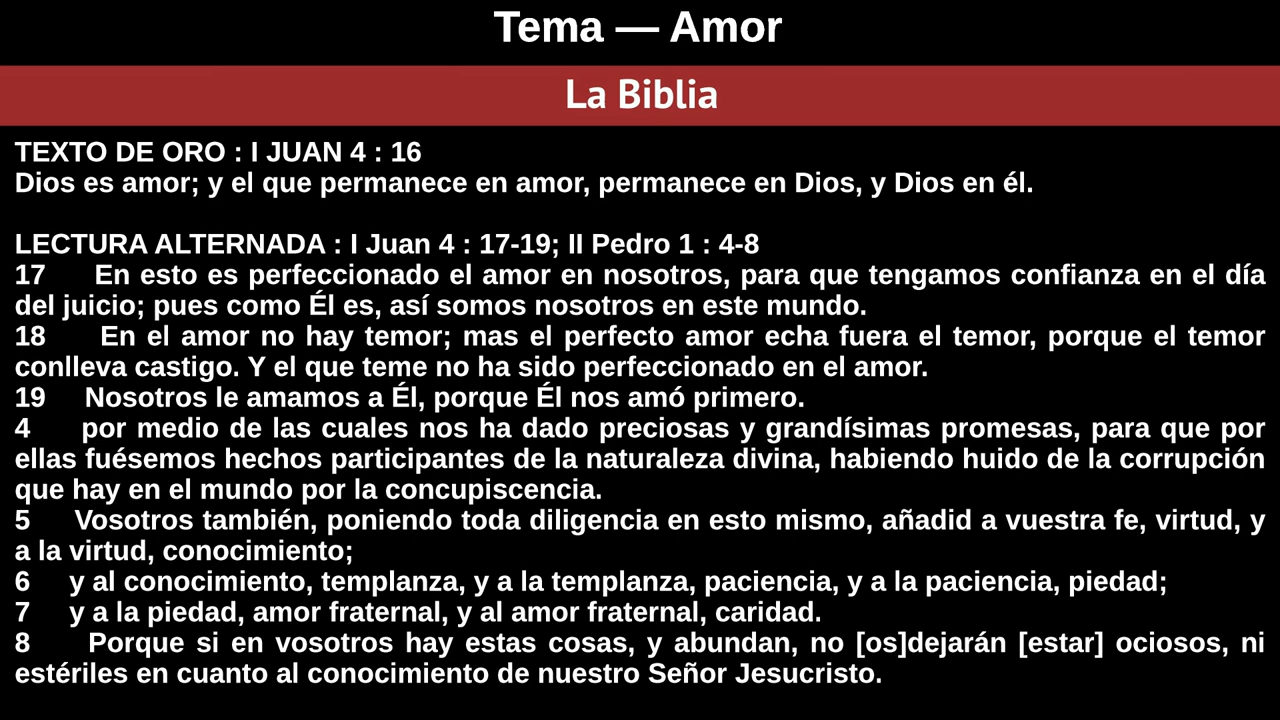 Tema — Amor
La Biblia
TEXTO DE ORO : I JUAN 4 : 16
Dios es amor; y el que permanece en amor, permanece en Dios, y Dios en él.
LECTURA ALTERNADA : I Juan 4 : 17-19; II Pedro 1 : 4-8
17 En esto es perfeccionado el amor en nosotros, para que tengamos confianza en el día
del juicio; pues como Él es, así somos nosotros en este mundo.
18 En el amor no hay temor; mas el perfecto amor echa fuera el temor, porque el temor
conlleva castigo. Y el que teme no ha sido perfeccionado en el amor.
19 Nosotros le amamos a Él, porque Él nos amó primero.
4 por medio de las cuales nos ha dado preciosas y grandísimas promesas, para que por
ellas fuésemos hechos participantes de la naturaleza divina, habiendo huido de la corrupción
que hay en el mundo por la concupiscencia.
5 Vosotros también, poniendo toda diligencia en esto mismo, añadid a vuestra fe, virtud, y
a la virtud, conocimiento;
6 y al conocimiento, templanza, y a la templanza, paciencia, y a la paciencia, piedad;
7 y a la piedad, amor fraternal, y al amor fraternal, caridad.
8 Porque si en vosotros hay estas cosas, y abundan, no [os]dejarán [estar] ociosos, ni
estériles en cuanto al conocimiento de nuestro Señor Jesucristo.